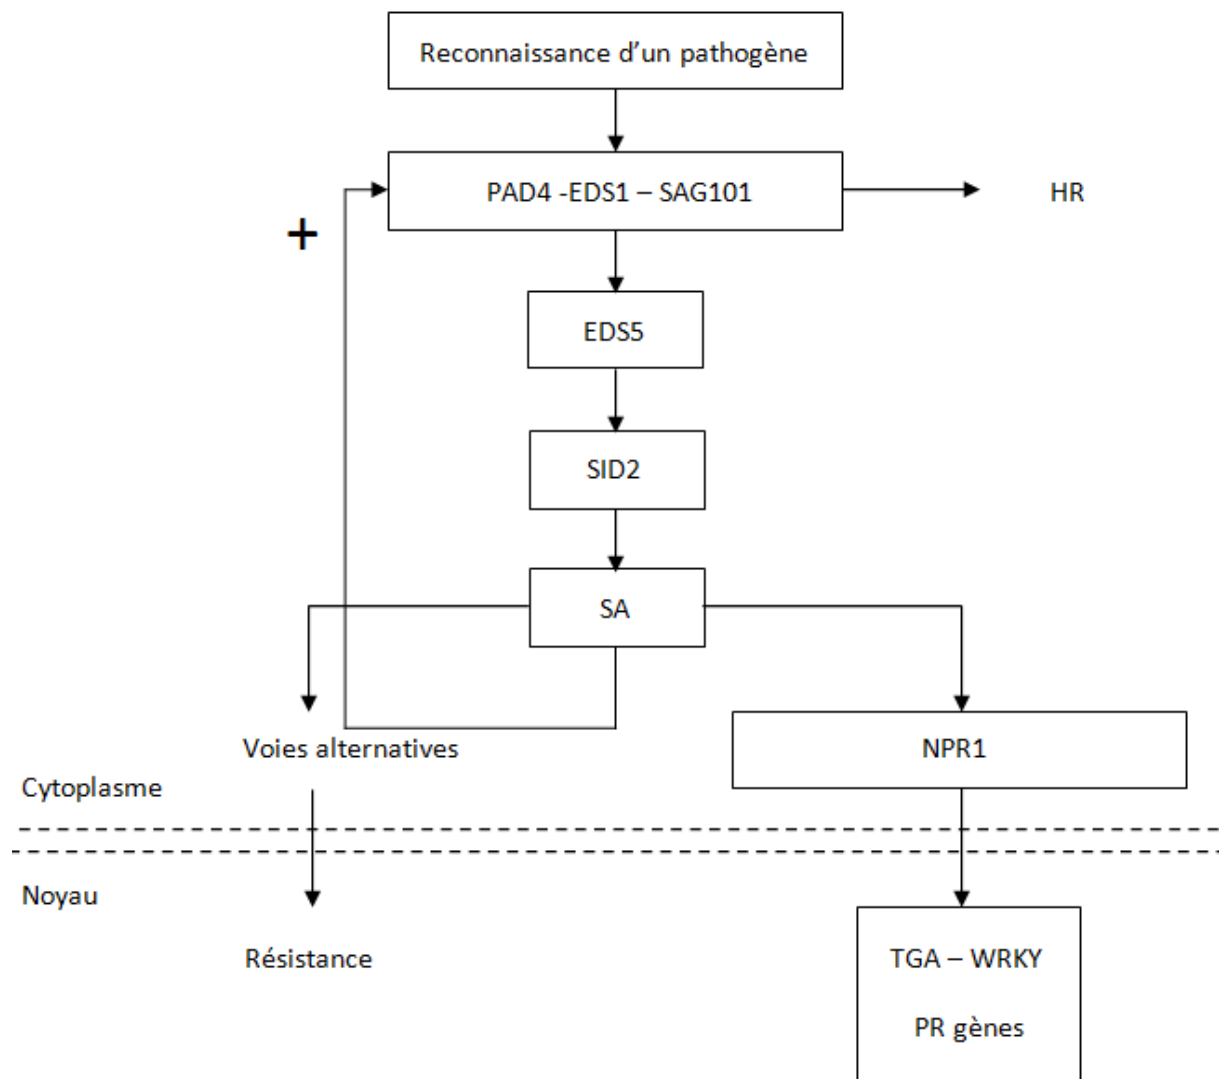 Reconnaissance d’un pathogène
PAD4 -EDS1 – SAG101
HR
+
EDS5
SID2
SA
Voies alternatives
NPR1
Cytoplasme
Noyau
Résistance
TGA – WRKY
PR gènes